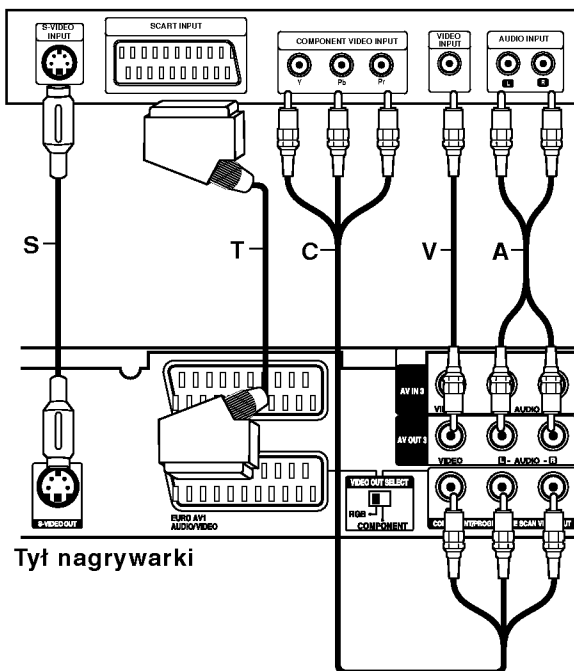 S-VIDEO
INPUT
SCART INPUT
COMPONENT VIDEO INPUT
Y
Pb
Pr
VIDEO
INPUT
AUDIO INPUT
L
R
S
T
C
V
A
AV IN 3
AUDIO
AV OUT 3
VIDEO
L - AUDIO - R
S-VIDEO OUT
EURO AV1
AUDIO/VIDEO
VIDEO OUT SELECT
RGB
COMPONENT
SCAN
Tył nagrywarki